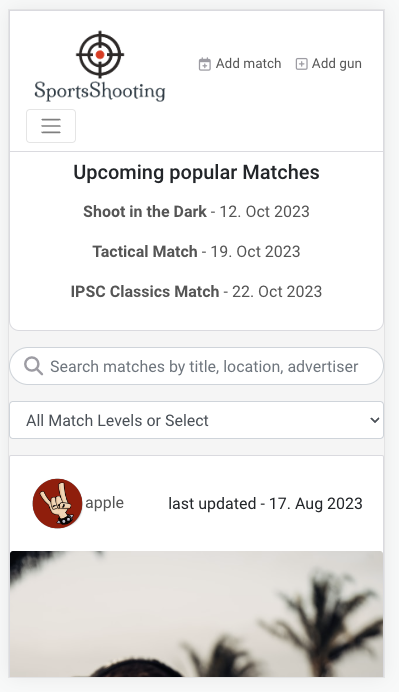 SportsShooting
Add match
Add gun
Upcoming popular Matches
Shoot in the Dark - 12. Oct 2023
Tactical Match - 19. Oct 2023
IPSC Classics Match - 22. Oct 2023
Search matches by title, location, advertiser
All Match Levels or Select
apple
last updated - 17. Aug 2023